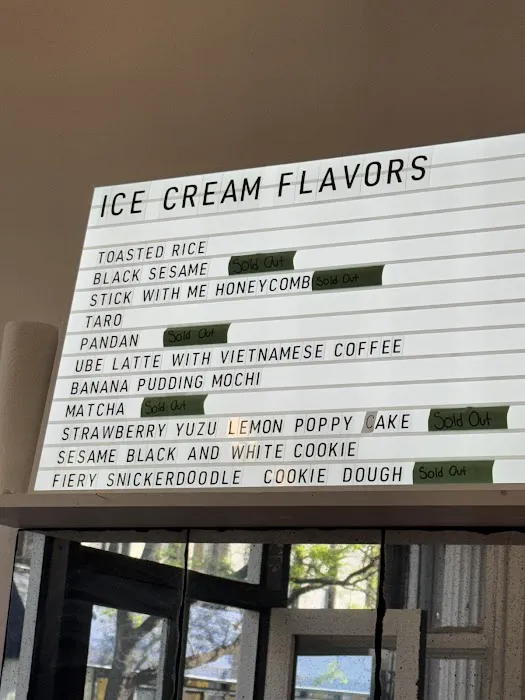 ICE CREAM FLAVORS
TOASTED RICE
BLACK SESAME Sold Out
STICK WITH ME HONEYCOMB Sold Out
TARO
PANDAN Sold Out
UBE LATTE WITH VIETNAMESE COFFEE
BANANA PUDDING MOCHI
MATCHA Sold Out
STRAWBERRY YUZU LEMON POPPY CAKE Sold Out
SESAME BLACK AND WHITE COOKIE
FIERY SNICKERDOODLE COOKIE DOUGH Sold Out